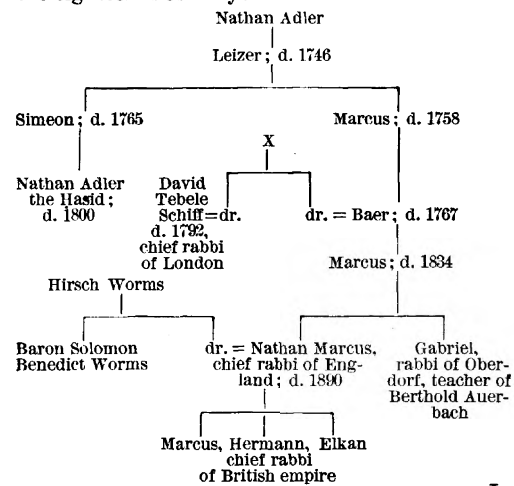 Nathan Adler
Leizer; d. 1746
Simeon; d. 1765
Marcus; d. 1758
X
Nathan Adler
the Hasid;
d. 1800
David
Tebele
Schiff=dr.
d. 1792,
chief rabbi
of London
dr. = Baer; d. 1767
Marcus; d. 1834
Hirsch Worms
Baron Solomon
Benedict Worms
dr. = Nathan Marcus,
chief rabbi of Eng-
land; d. 1890
Gabriel,
rabbi of Ober-
dorf, teacher of
Berthold Auer-
bach
Marcus, Hermann, Elkan
chief rabbi
of British empire